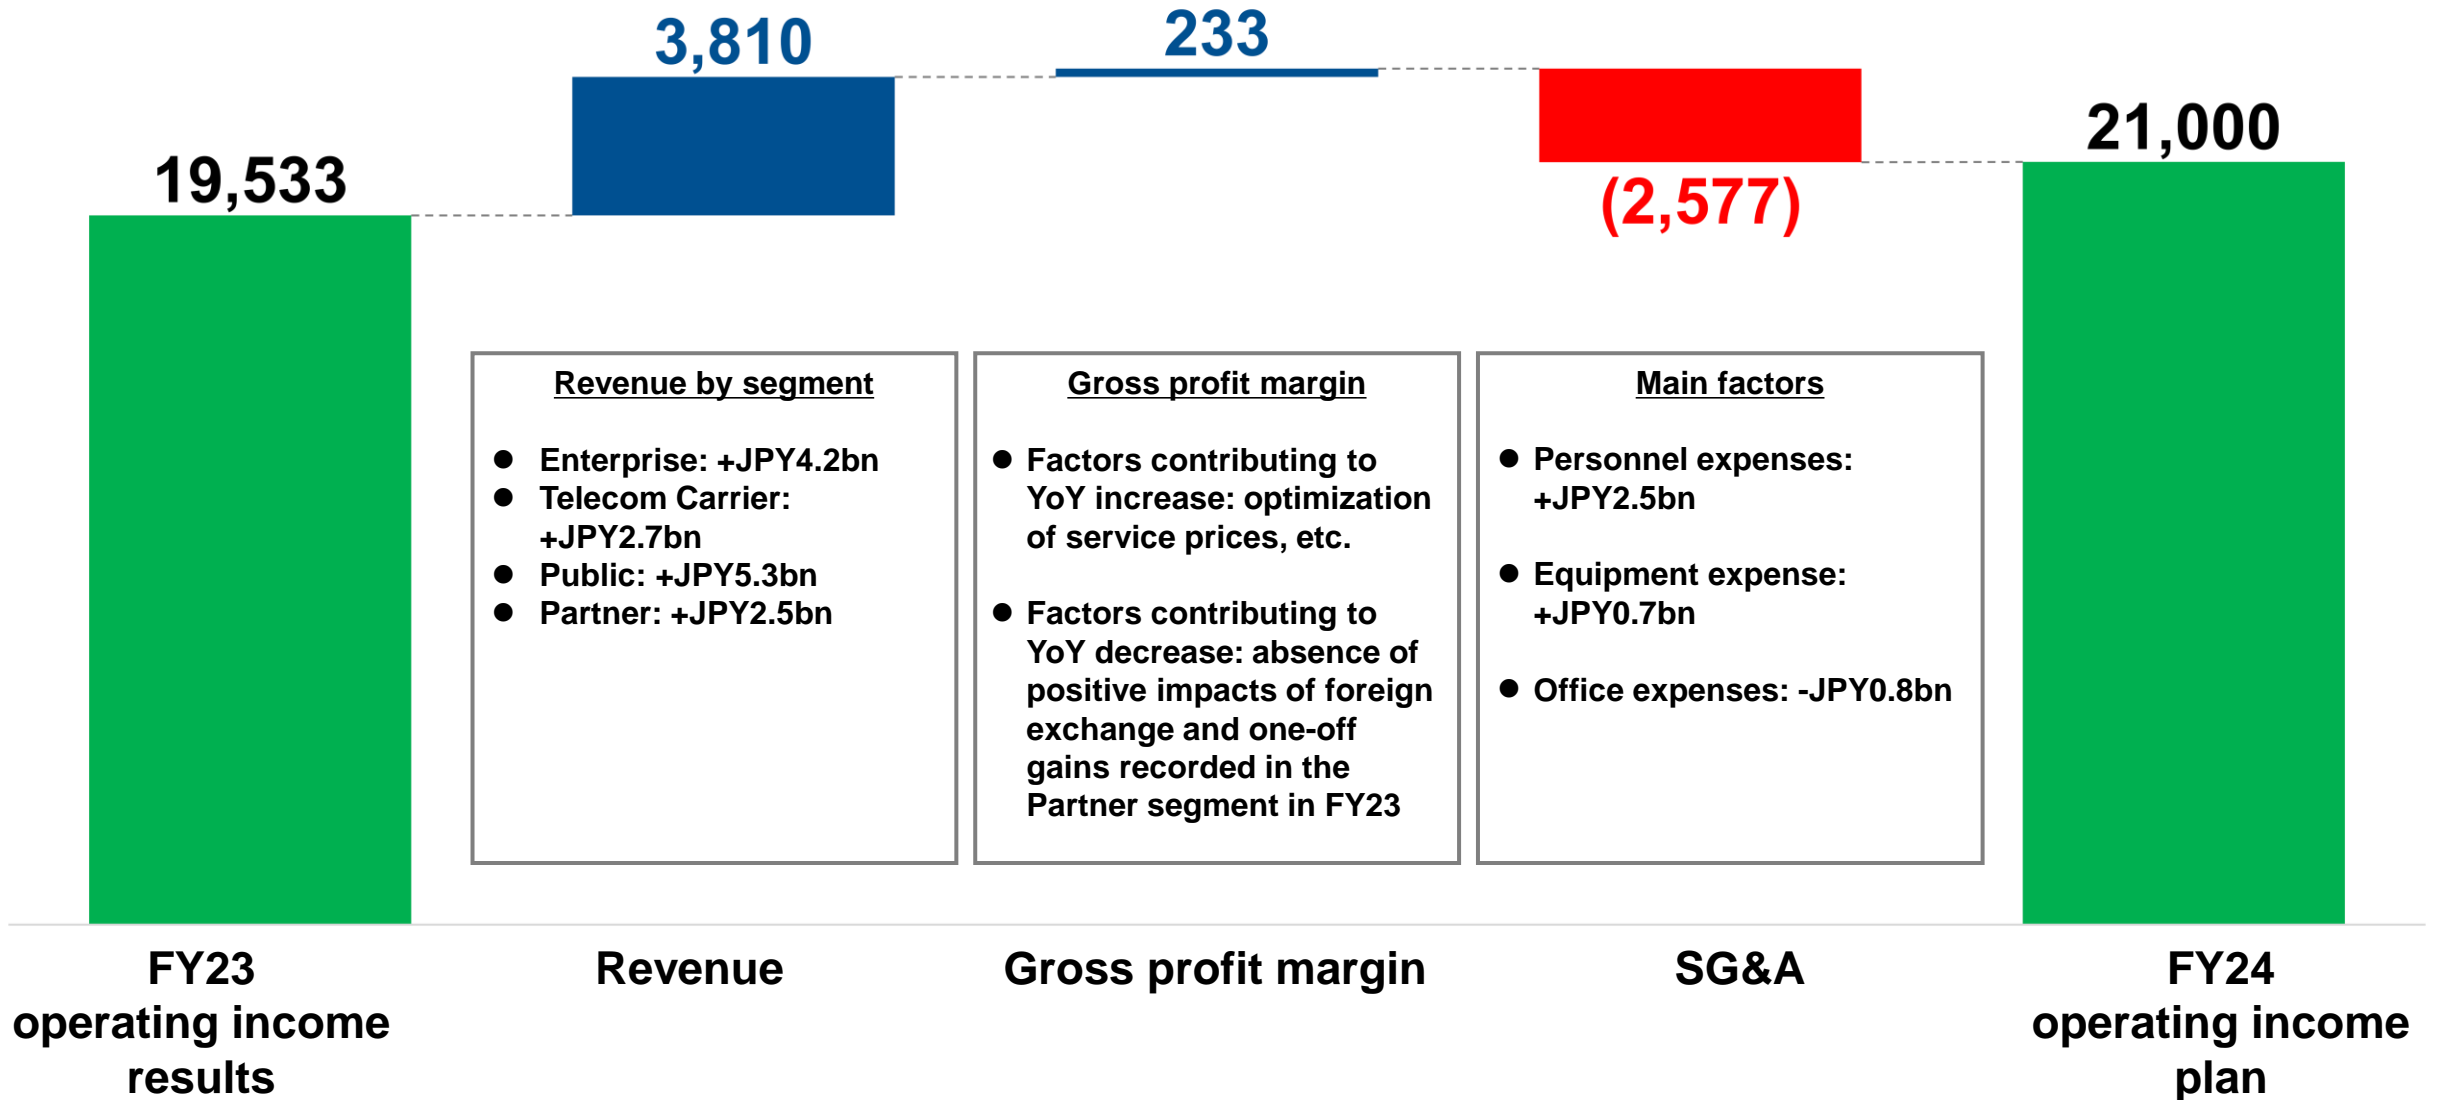 3,810
233
19,533
(2,577)
21,000
Revenue by segment
● Enterprise: +JPY4.2bn
● Telecom Carrier:
+JPY2.7bn
● Public: +JPY5.3bn
● Partner: +JPY2.5bn
Gross profit margin
● Factors contributing to
YoY increase: optimization
of service prices, etc.
● Factors contributing to
YoY decrease: absence of
positive impacts of foreign
exchange and one-off
gains recorded in the
Partner segment in FY23
Main factors
● Personnel expenses:
+JPY2.5bn
● Equipment expense:
+JPY0.7bn
● Office expenses: -JPY0.8bn
FY23
operating income
results
Revenue
Gross profit margin
SG&A
FY24
operating income
plan